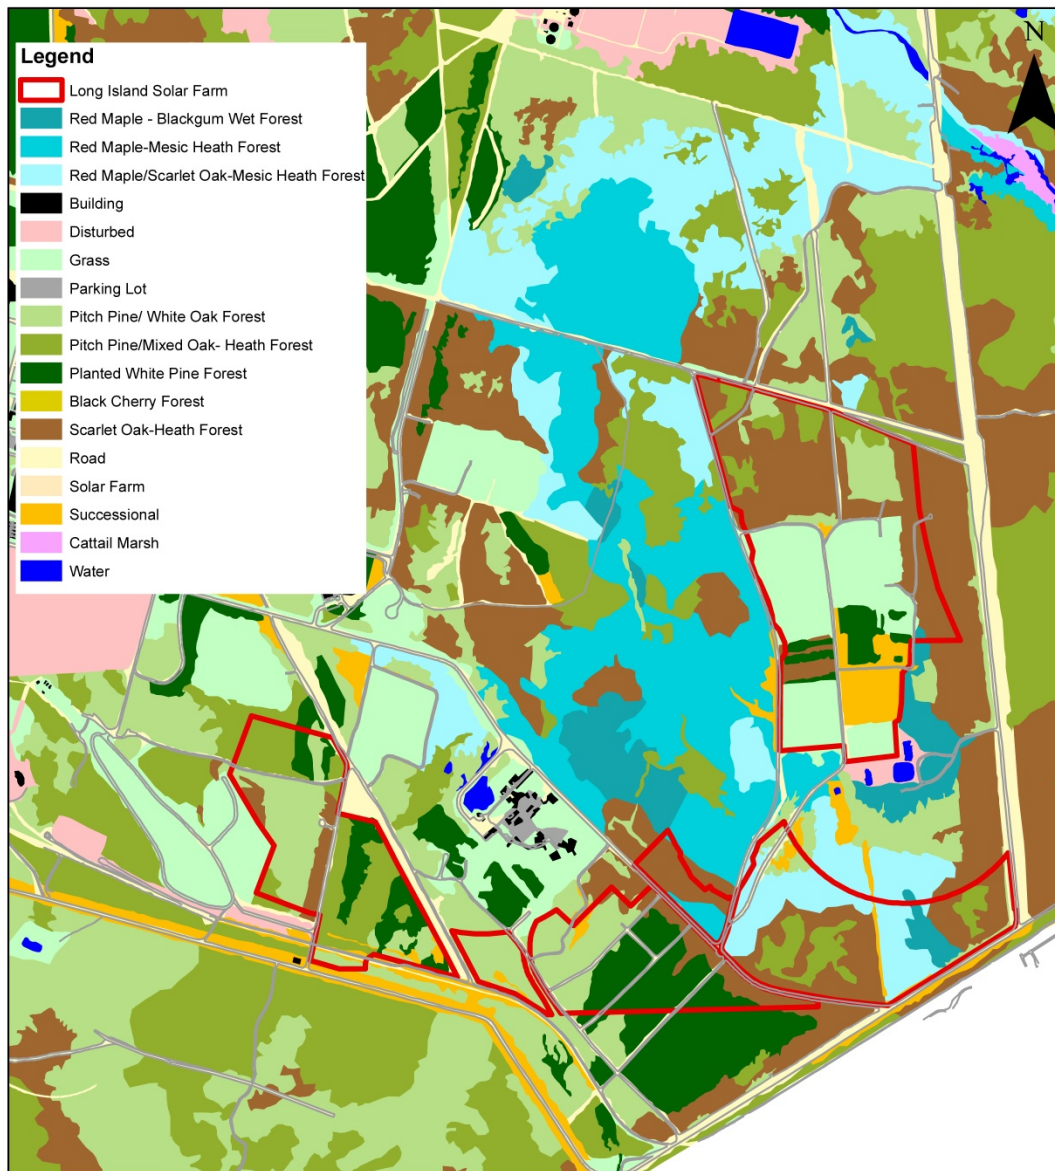 N
Legend
Long Island Solar Farm
Red Maple - Blackgum Wet Forest
Red Maple-Mesic Heath Forest
Red Maple/Scarlet Oak-Mesic Heath Forest
Building
Disturbed
Grass
Parking Lot
Pitch Pine/ White Oak Forest
Pitch Pine/Mixed Oak- Heath Forest
Planted White Pine Forest
Black Cherry Forest
Scarlet Oak-Heath Forest
Road
Solar Farm
Successional
Cattail Marsh
Water